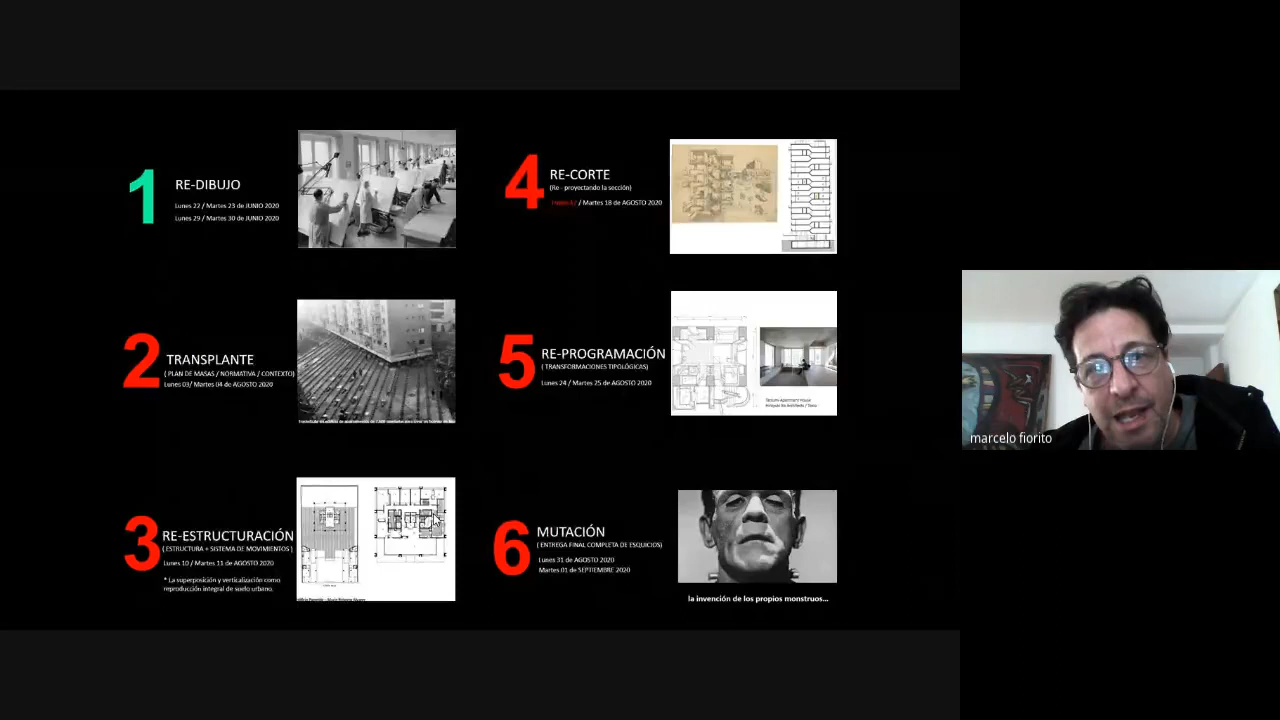 1
RE-DIBUJO
Lunes 22 / Martes 23 de JUNIO 2020
Lunes 29 / Martes 30 de JUNIO 2020
2
TRANSPLANTE
( PLAN DE MASAS / NORMATIVA / CONTEXTO)
Lunes 03/ Martes 04 de AGOSTO 2020
3
RE-ESTRUCTURACIÓN
( ESTRUCTURA + SISTEMA DE MOVIMIENTOS )
Lunes 10 / Martes 11 de AGOSTO 2020
* La superposición y verticalización como
reproducción integral de suelo urbano.
4
RE-CORTE
(Re - proyectando la sección)
/ Martes 18 de AGOSTO 2020
5
RE-PROGRAMACIÓN
( TRANSFORMACIONES TIPOLÓGICAS)
Lunes 24 / Martes 25 de AGOSTO 2020
6
MUTACIÓN
( ENTREGA FINAL COMPLETA DE ESQUICIOS)
Lunes 31 de AGOSTO 2020
Martes 01 de SEPTIEMBRE 2020
la invención de los propios monstruos...
marcelo fiorito